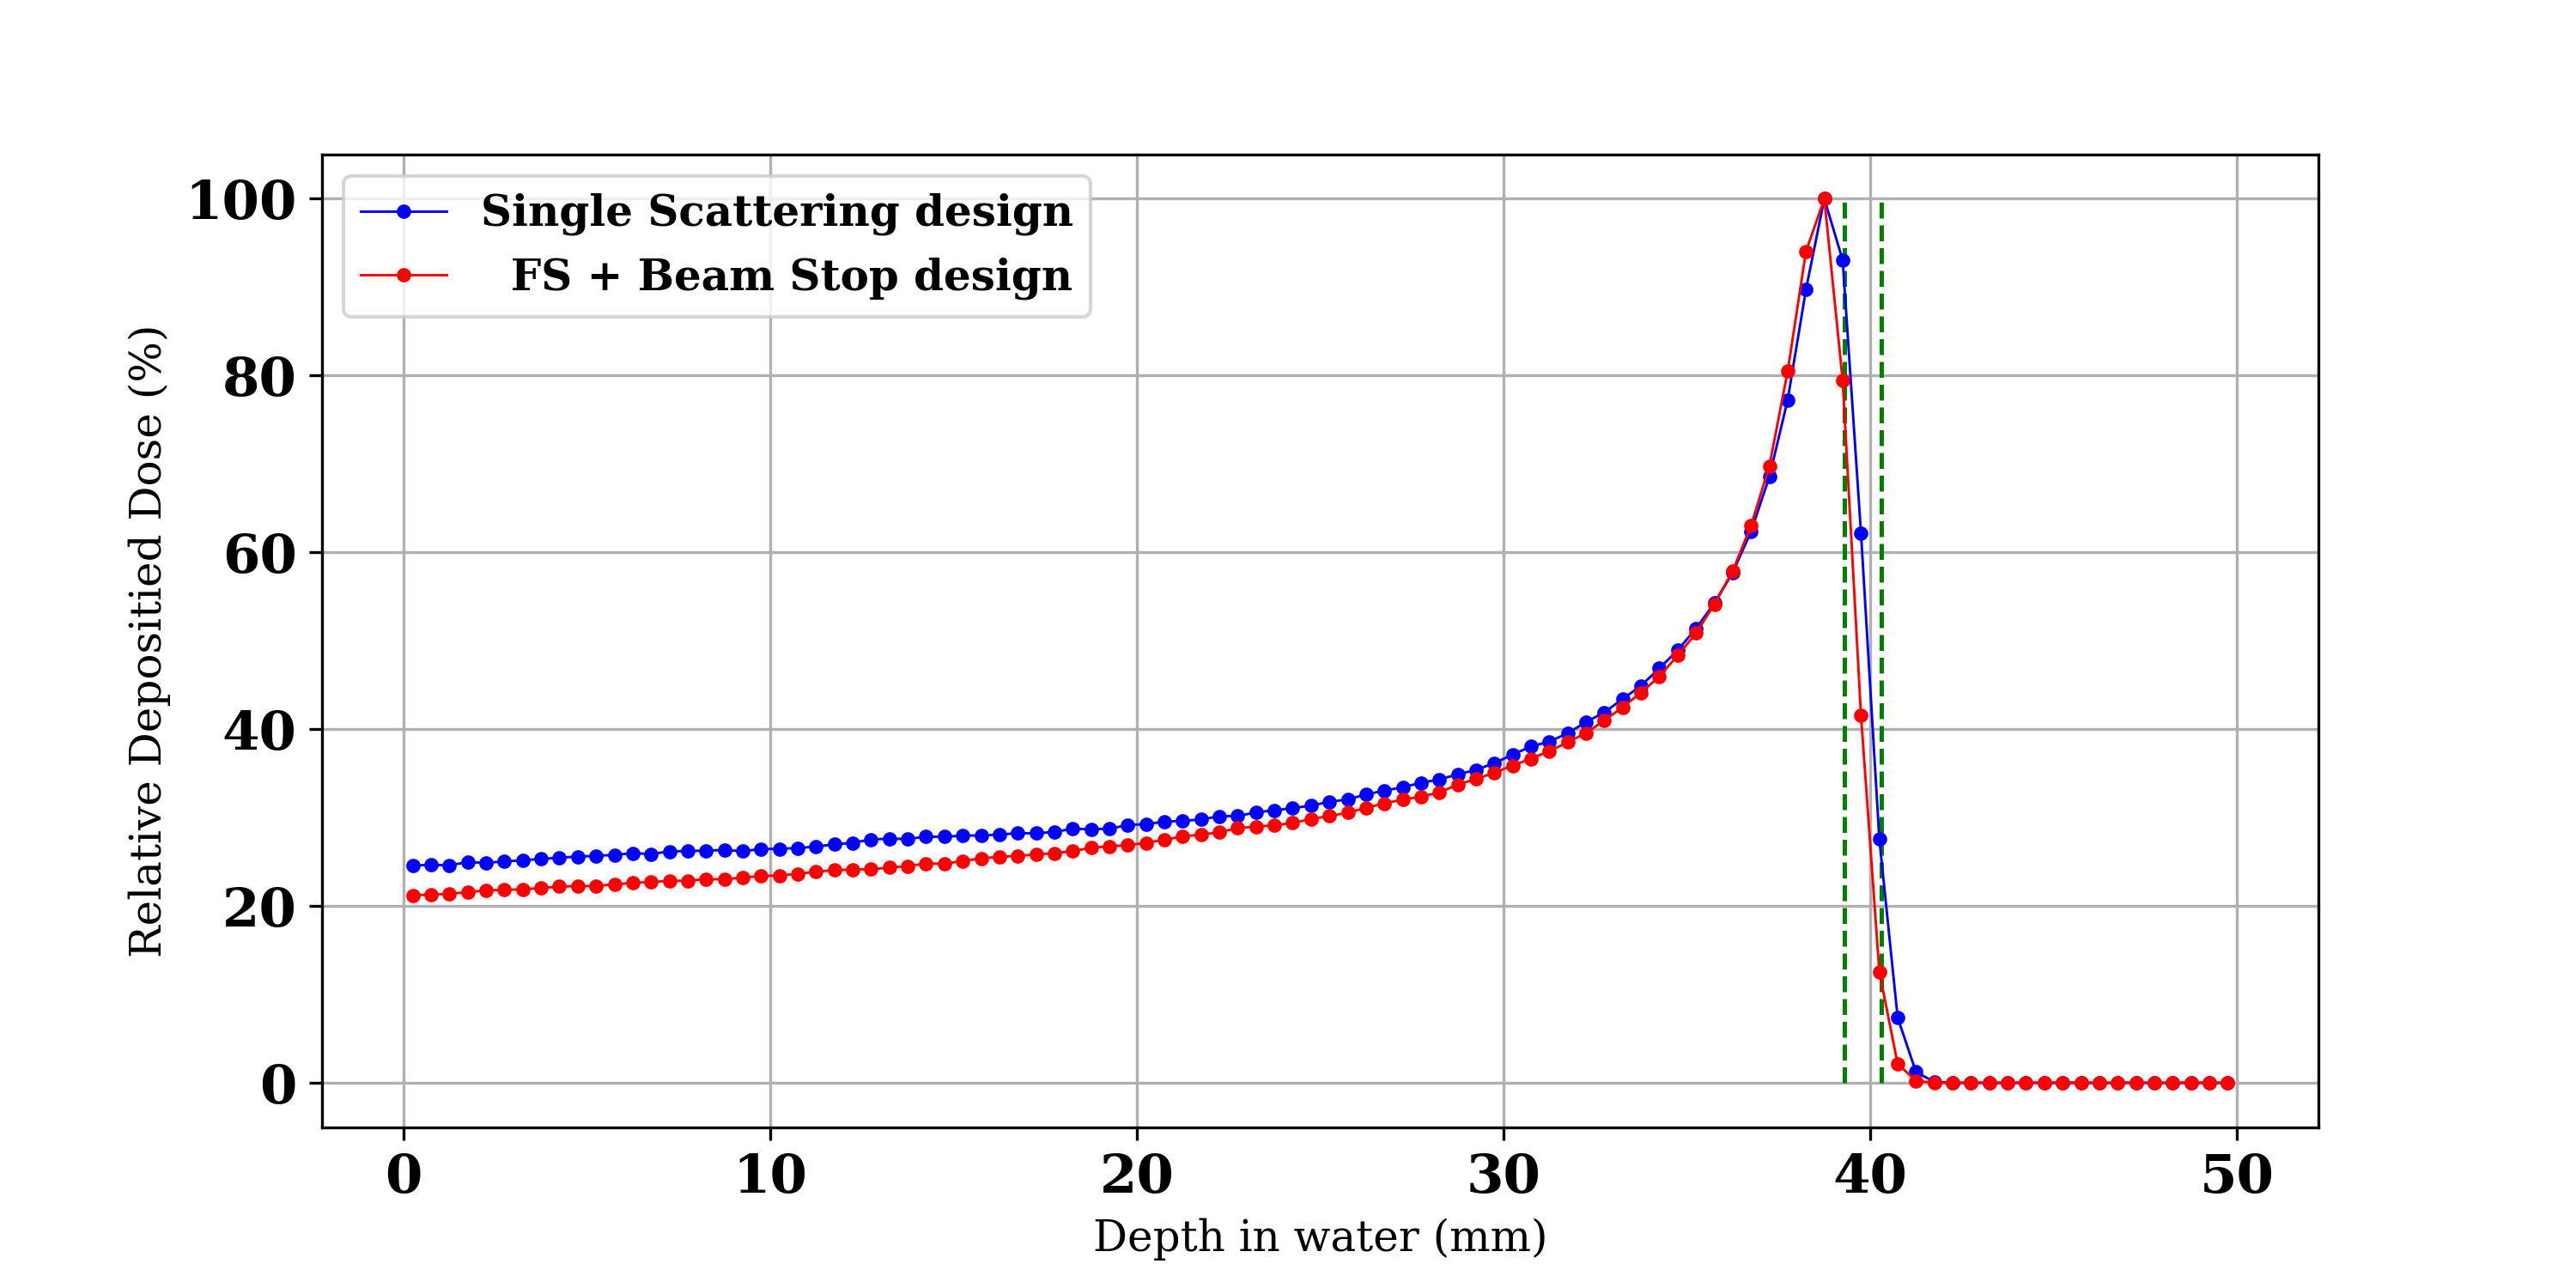 Single Scattering design
FS + Beam Stop design
Relative Depositied Dose (%)
100
80
60
40
20
0
0 10 20 30 40 50
Depth in water (mm)